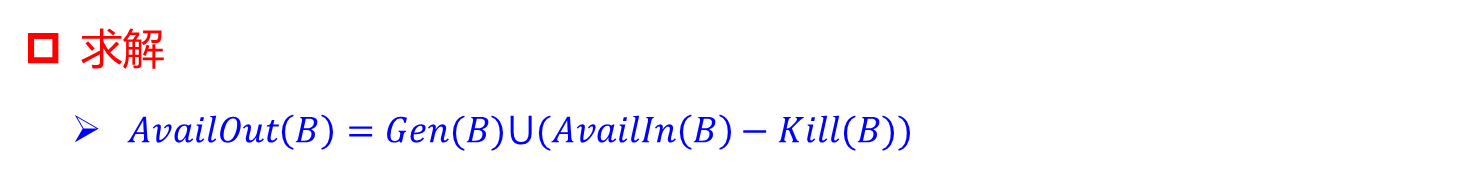 求解
AvailOut(B) = Gen(B)⋃(AvailIn(B) − Kill(B))